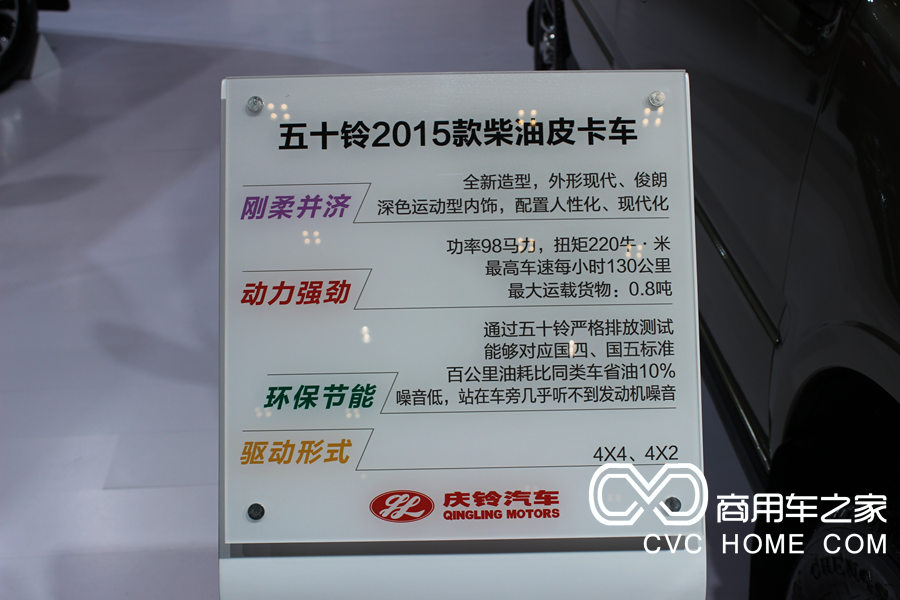 五十铃2015款柴油皮卡车
全新造型，外形现代、俊朗
刚柔并济
深色运动型内饰，配置人性化、现代化
功率98马力，扭矩220牛·米
最高车速每小时130公里
动力强劲
最大运载货物：0.8吨
通过五十铃严格排放测试
能够对应国四、国五标准
百公里油耗比同类车省油10%
环保节能
噪音低，站在车旁几乎听不到发动机噪音
驱动形式
4X4、4X2
庆铃汽车
QINGLING MOTORS
商用车之家
CVC HOME COM